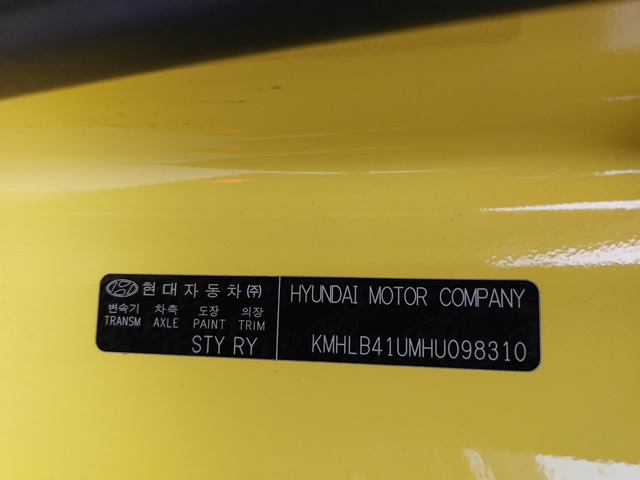 현대자동차㈜
변속기 차축 도장 의장
TRANSM AXLE PAINT TRIM
STY RY
HYUNDAI MOTOR COMPANY
KMHLB41UMHU098310